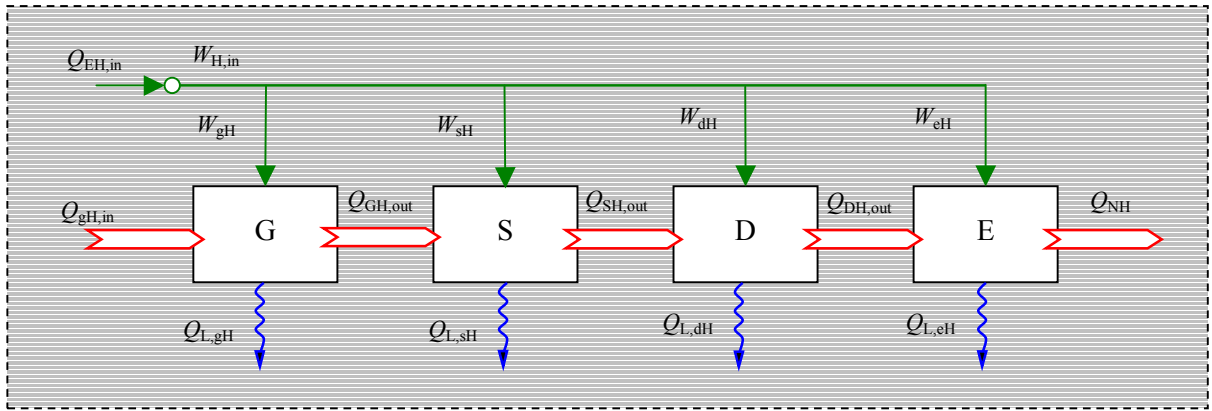 Q_EH,in
W_H,in
W_gH
W_sH
W_dH
W_eH
Q_gH,in
G
Q_GH,out
S
Q_SH,out
D
Q_DH,out
E
Q_NH
Q_L,gH
Q_L,sH
Q_L,dH
Q_L,eH